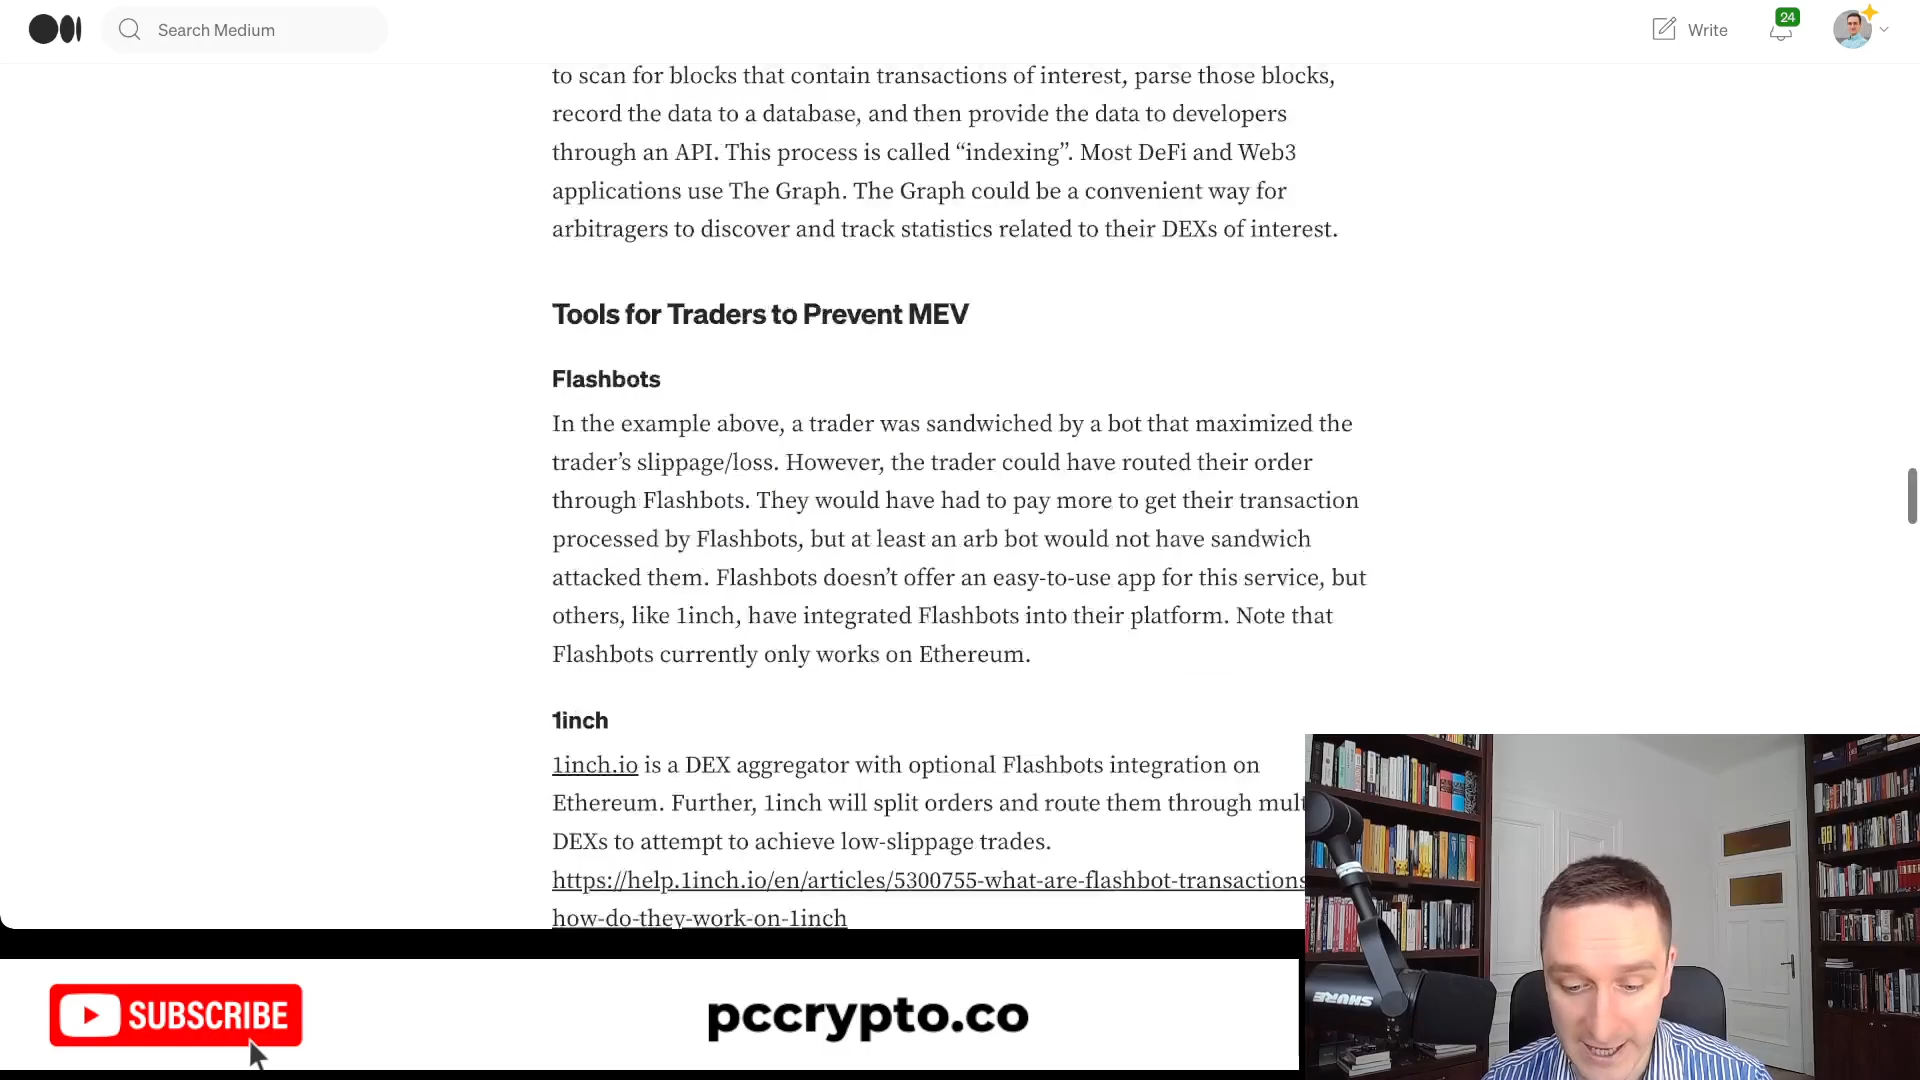 Search Medium
Write
24
to scan for blocks that contain transactions of interest, parse those blocks,
record the data to a database, and then provide the data to developers
through an API. This process is called “indexing”. Most DeFi and Web3
applications use The Graph. The Graph could be a convenient way for
arbitragers to discover and track statistics related to their DEXs of interest.
Tools for Traders to Prevent MEV
Flashbots
In the example above, a trader was sandwiched by a bot that maximized the
trader’s slippage/loss. However, the trader could have routed their order
through Flashbots. They would have had to pay more to get their transaction
processed by Flashbots, but at least an arb bot would not have sandwich
attacked them. Flashbots doesn’t offer an easy-to-use app for this service, but
others, like 1inch, have integrated Flashbots into their platform. Note that
Flashbots currently only works on Ethereum.
1inch
1inch.io is a DEX aggregator with optional Flashbots integration on
Ethereum. Further, 1inch will split orders and route them through mult
DEXs to attempt to achieve low-slippage trades.
https://help.1inch.io/en/articles/5300755-what-are-flashbot-transactions
how-do-they-work-on-1inch
SUBSCRIBE
pccrypto.co
SHURE